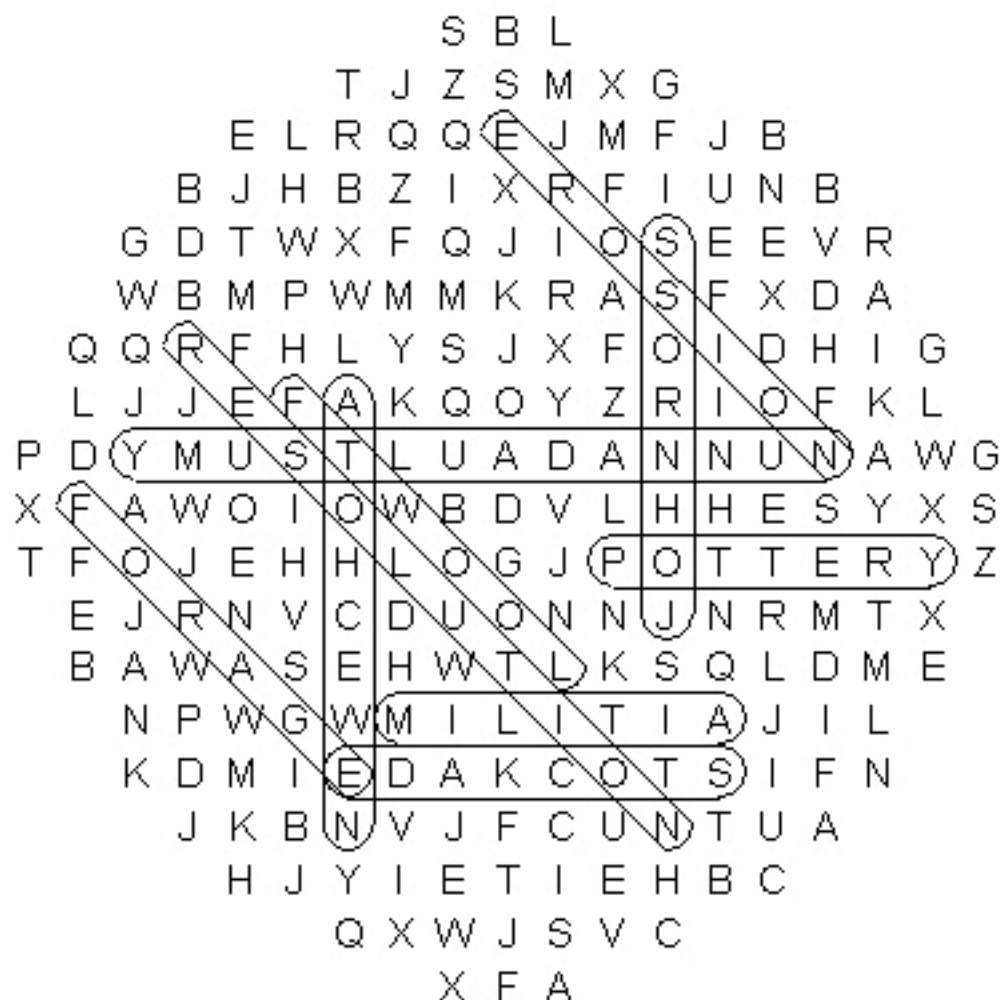 S B L
T J Z S M X G
E L R Q Q E J M F J B
B J H B Z I X R F I U N B
G D T W X F Q J I O S E E V R
W B M P W M M K R A S F X D A
Q Q R F H L Y S J X F O I D H I G
L J J E F A K Q O Y Z R I O F K L
P D Y M U S T L U A D A N N U N A W G
X F A W O I O W B D V L H H E S Y X S
T F O J E H H L O G J P O T T E R Y Z
E J R N V C D U O N N J N R M T X
B A W A S E H W T L K S Q L D M E
N P W G W M I L I T I A J I L
K D M I E D A K C O T S I F N
J K B N V J F C U N T U A
H J Y I E T I E H B C
Q X W J S V C
X F A